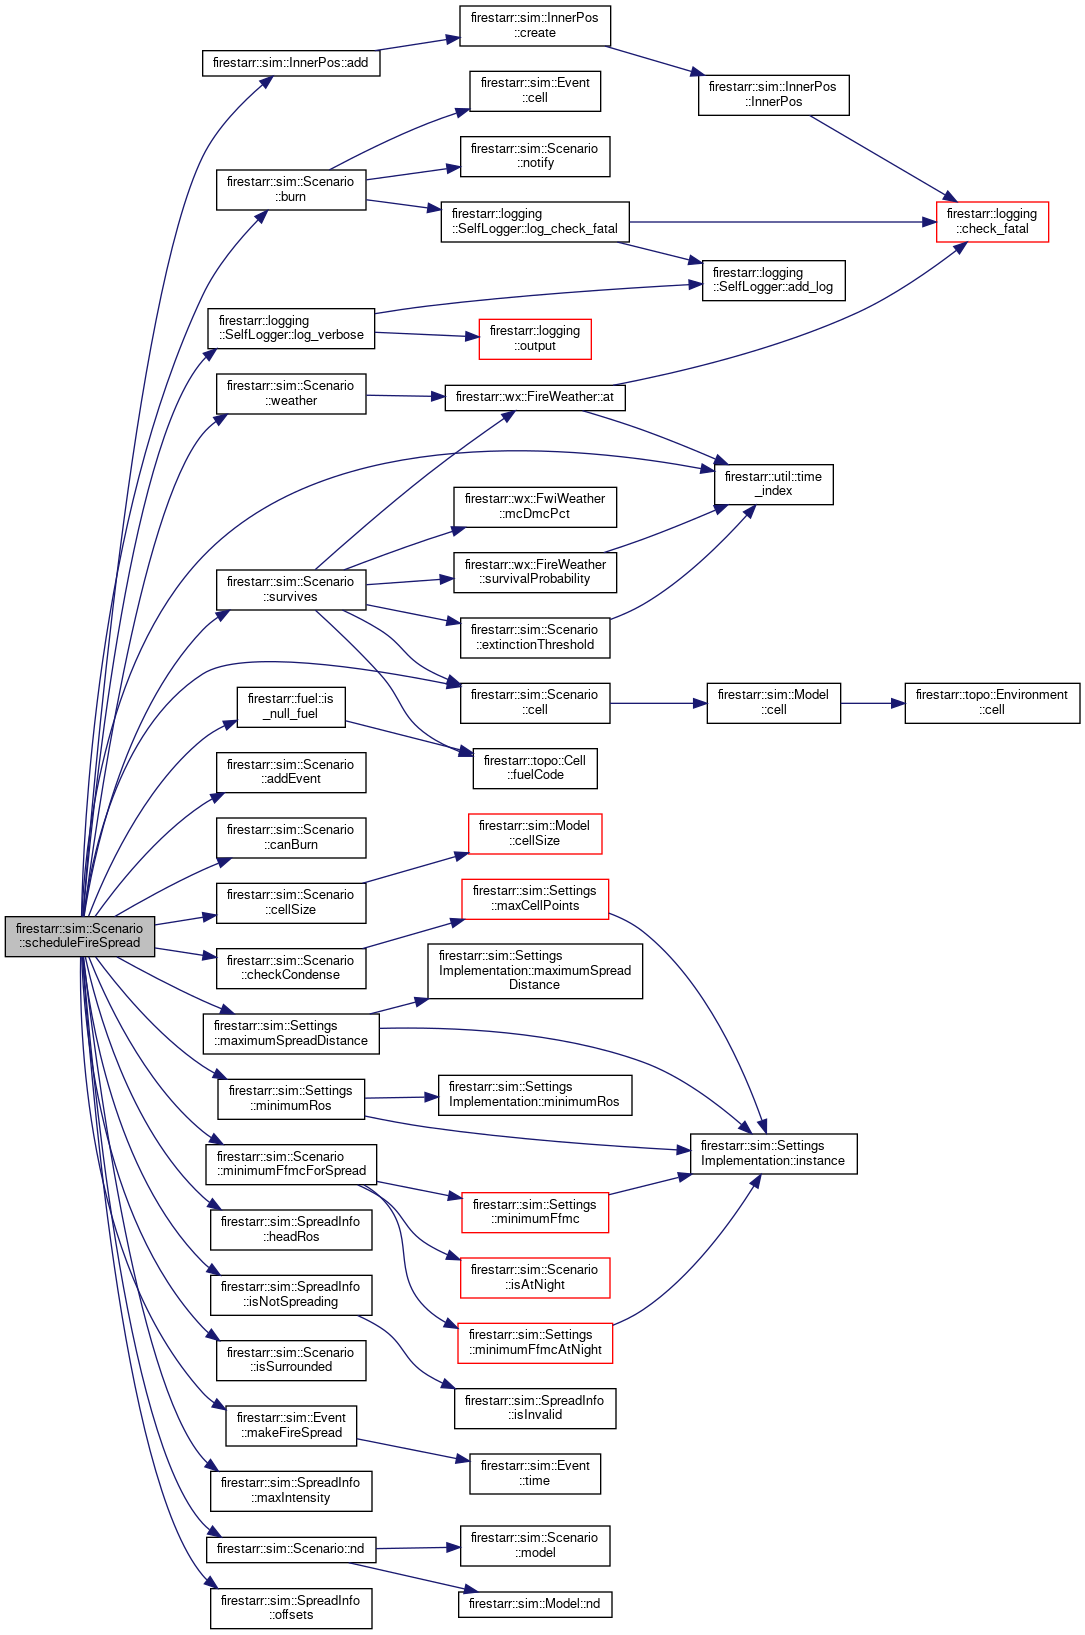 firestarr::sim::Scenario
::scheduleFireSpread
firestarr::sim::InnerPos::add
firestarr::sim::InnerPos
::create
firestarr::sim::InnerPos
::InnerPos
firestarr::logging
::check_fatal
firestarr::sim::Scenario
::burn
firestarr::sim::Event
::cell
firestarr::sim::Scenario
::notify
firestarr::logging
::SelfLogger::log_check_fatal
firestarr::logging
::SelfLogger::add_log
firestarr::logging
::SelfLogger::log_verbose
firestarr::logging
::output
firestarr::sim::Scenario
::weather
firestarr::wx::FireWeather::at
firestarr::util::time
_index
firestarr::sim::Scenario
::survives
firestarr::wx::FwiWeather
::mcDmcPct
firestarr::wx::FireWeather
::survivalProbability
firestarr::sim::Scenario
::extinctionThreshold
firestarr::sim::Scenario
::cell
firestarr::sim::Model
::cell
firestarr::topo::Environment
::cell
firestarr::fuel::is
_null_fuel
firestarr::topo::Cell
::fuelCode
firestarr::sim::Scenario
::addEvent
firestarr::sim::Scenario
::canBurn
firestarr::sim::Scenario
::cellSize
firestarr::sim::Model
::cellSize
firestarr::sim::Scenario
::checkCondense
firestarr::sim::Settings
::maxCellPoints
firestarr::sim::Settings
::maximumSpreadDistance
firestarr::sim::Settings
Implementation::maximumSpread
Distance
firestarr::sim::Settings
::minimumRos
firestarr::sim::Settings
Implementation::minimumRos
firestarr::sim::Settings
Implementation::instance
firestarr::sim::Scenario
::minimumFfmcForSpread
firestarr::sim::Settings
::minimumFfmc
firestarr::sim::Scenario
::isAtNight
firestarr::sim::Settings
::minimumFfmcAtNight
firestarr::sim::SpreadInfo
::headRos
firestarr::sim::SpreadInfo
::isNotSpreading
firestarr::sim::SpreadInfo
::isInvalid
firestarr::sim::Scenario
::isSurrounded
firestarr::sim::Event
::makeFireSpread
firestarr::sim::Event
::time
firestarr::sim::SpreadInfo
::maxIntensity
firestarr::sim::Scenario::nd
firestarr::sim::Scenario
::model
firestarr::sim::Model::nd
firestarr::sim::SpreadInfo
::offsets